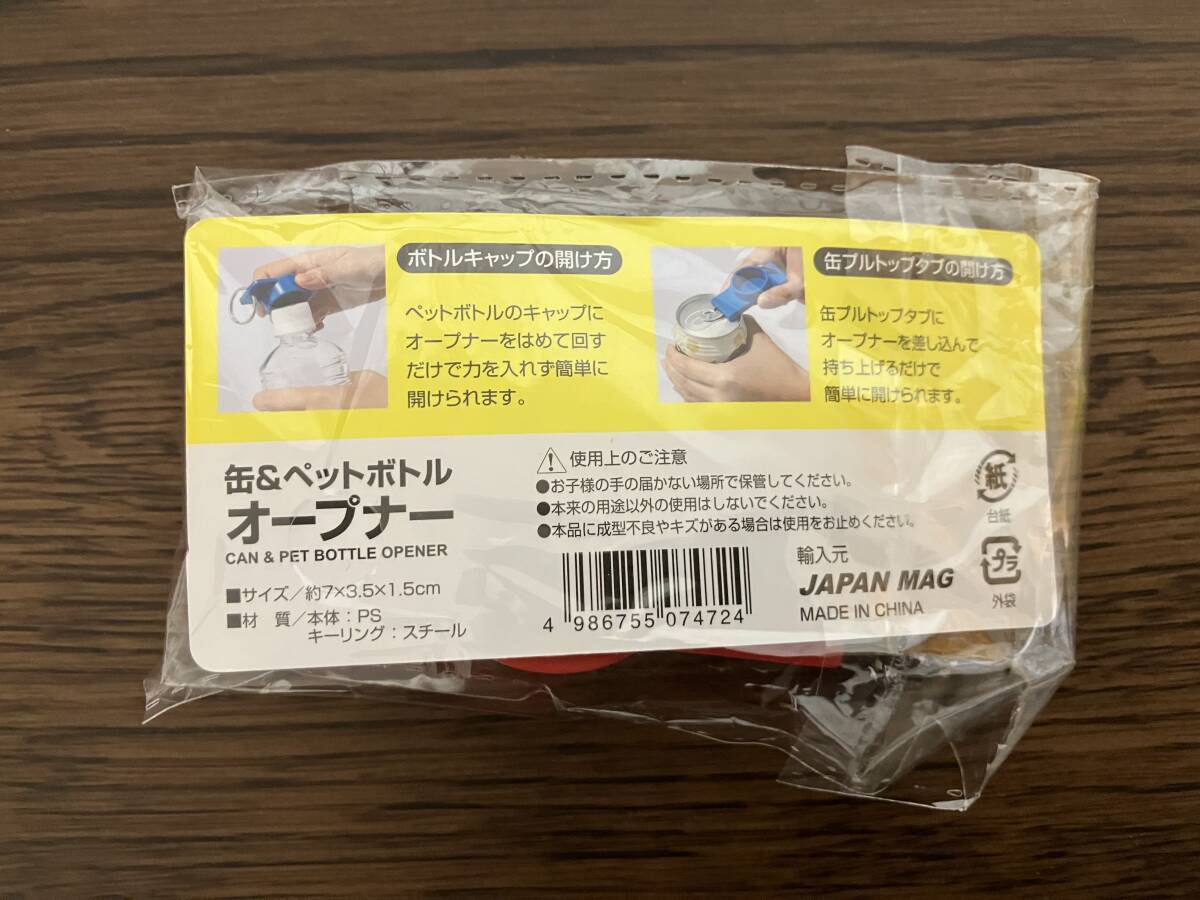 ボトルキャップの開け方
ペットボトルのキャップに
オープナーをはめて回す
だけで力を入れず簡単に
開けられます。
缶プルトップタブの開け方
缶プルトップタブに
オープナーを差し込んで
持ち上げるだけで
簡単に開けられます。
缶&ペットボトル
オープナー
CAN & PET BOTTLE OPENER
■サイズ/約7×3.5×1.5cm
■材　質/本体：PS
キーリング：スチール
使用上のご注意
●お子様の手の届かない場所で保管してください。
●本来の用途以外の使用はしないでください。
●本品に成型不良やキズがある場合は使用をお止めください。
4 986755 074724
輸入元
JAPAN MAG
MADE IN CHINA
紙
台紙
プラ
外袋